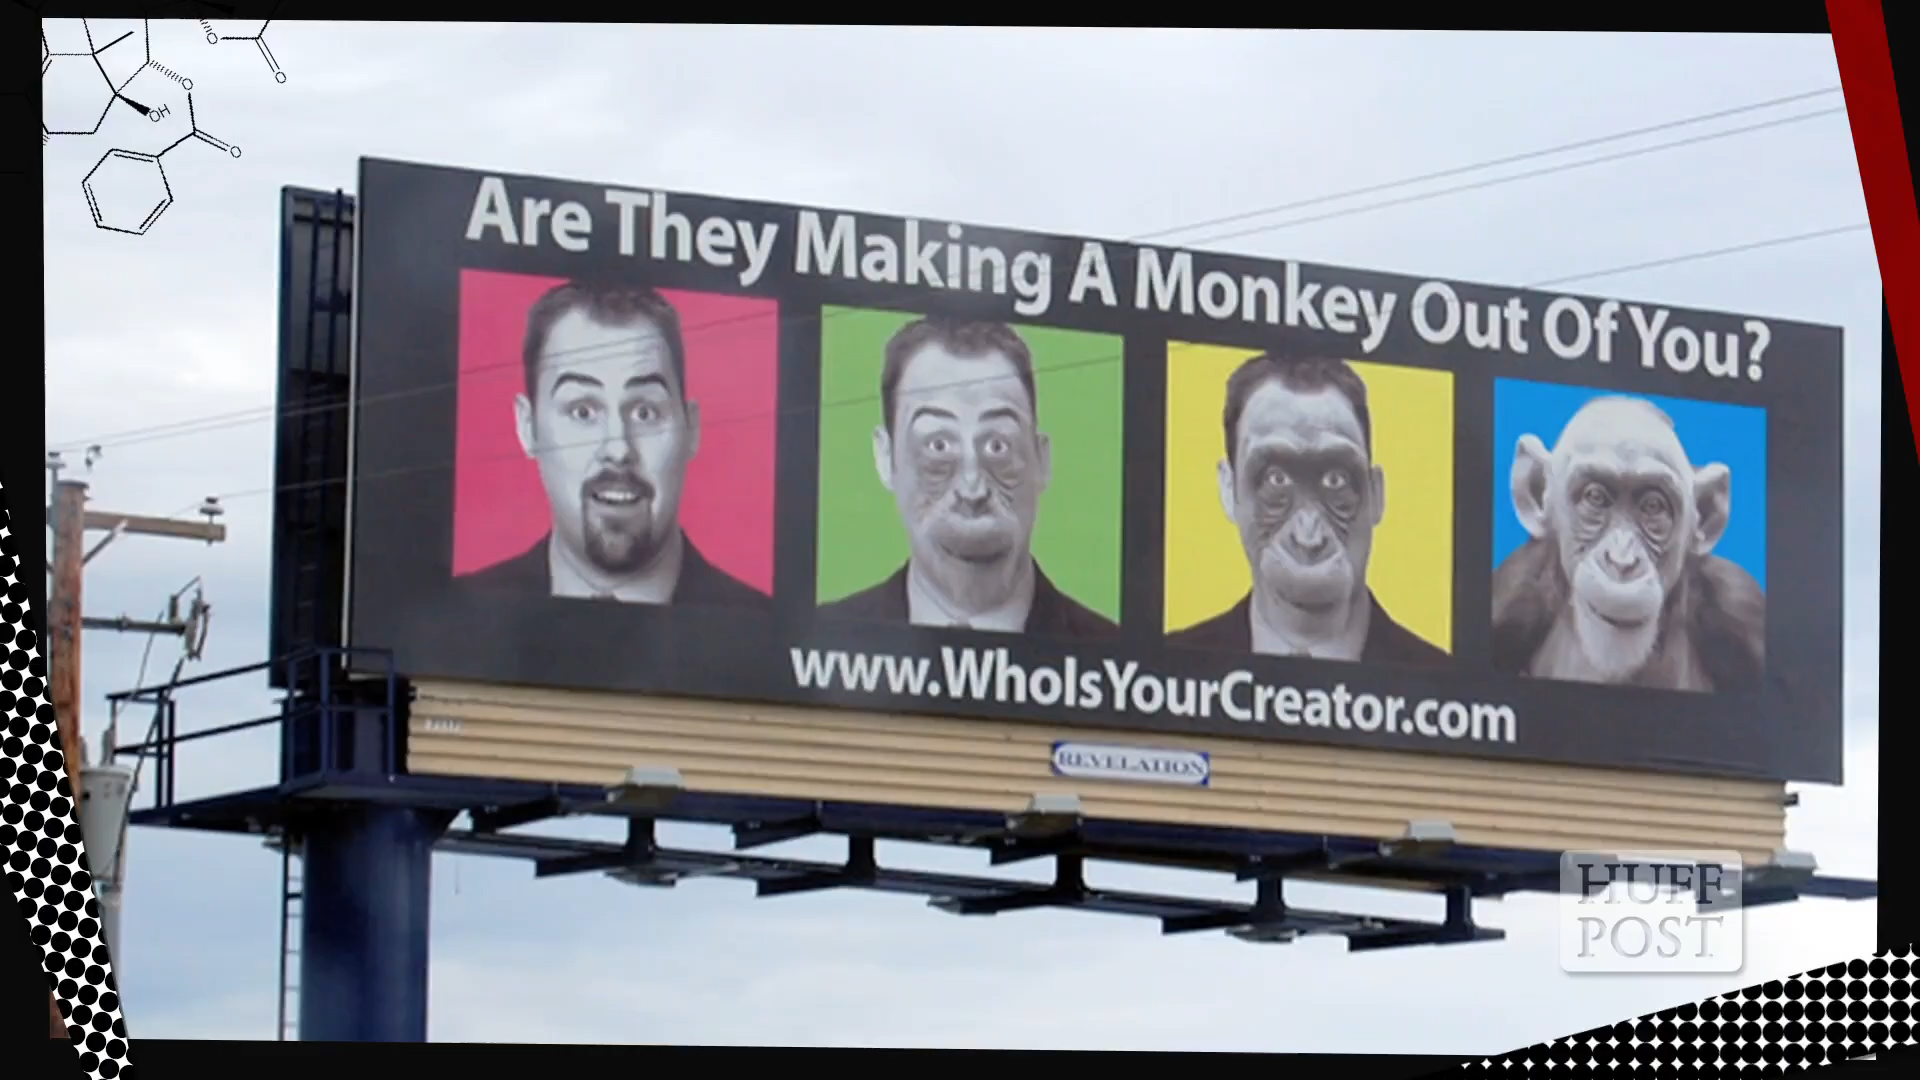 O
O
O
OH
O
Are They Making A Monkey Out Of You?
www.WhoIsYourCreator.com
REVELATION
HUFF
POST